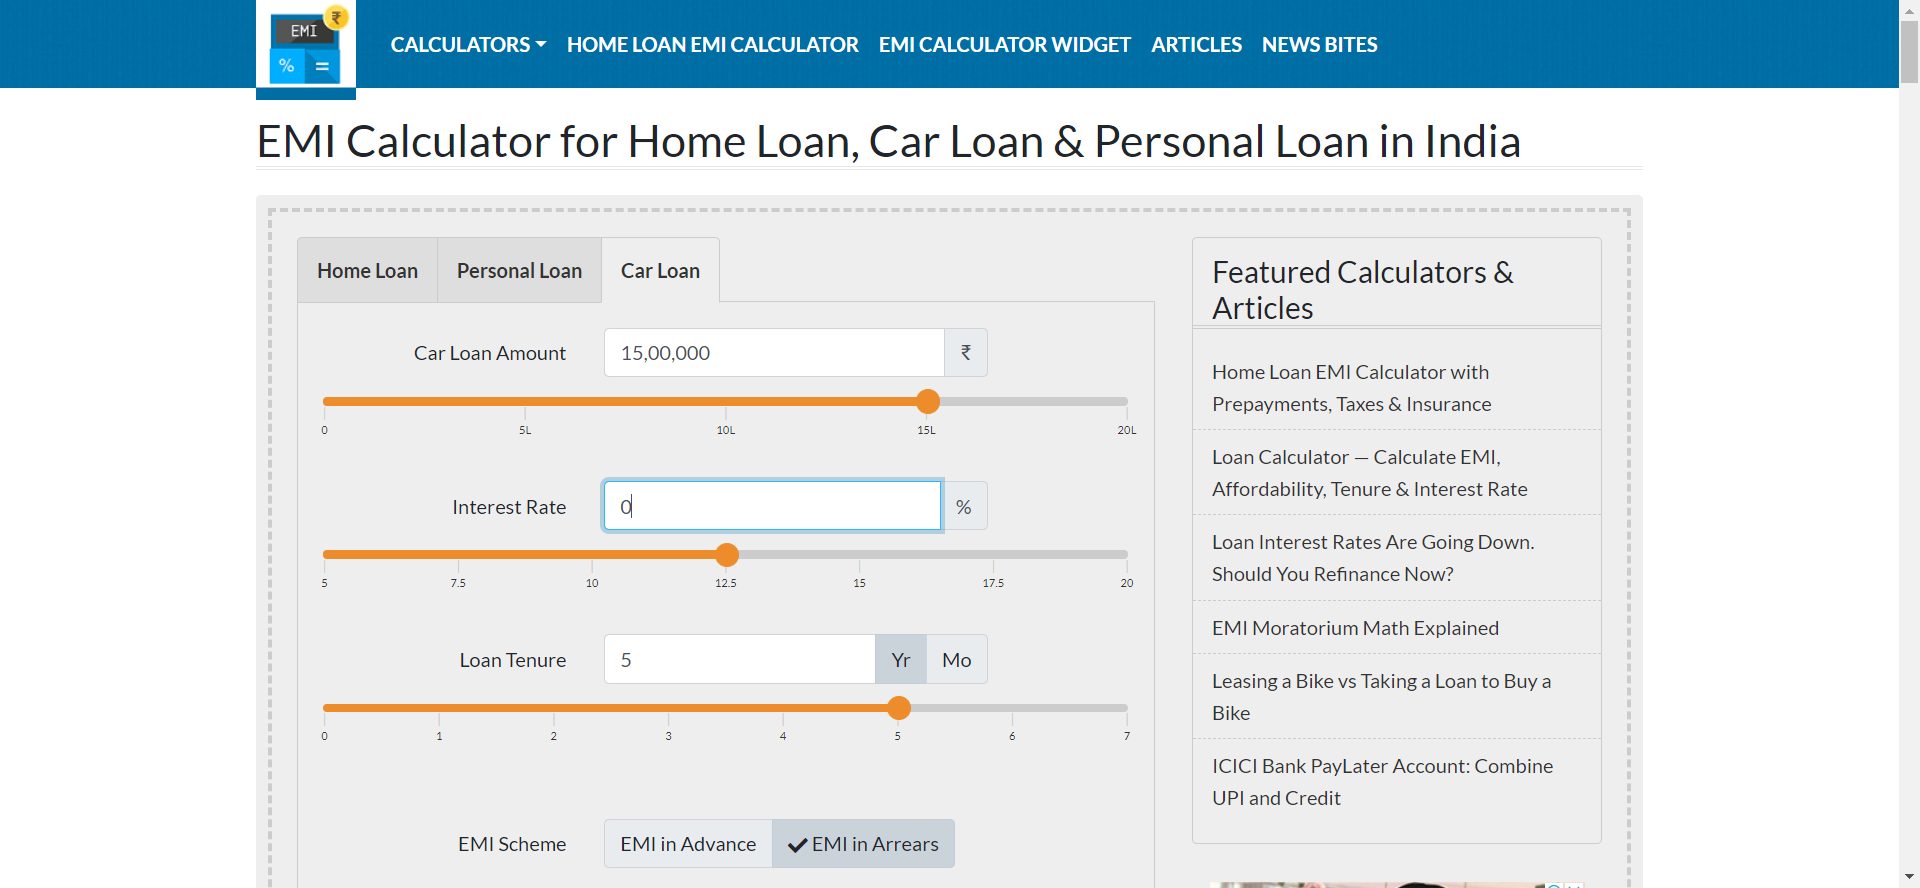 EMI
₹
%
=
CALCULATORS
HOME LOAN EMI CALCULATOR
EMI CALCULATOR WIDGET
ARTICLES
NEWS BITES
EMI Calculator for Home Loan, Car Loan & Personal Loan in India
Home Loan
Personal Loan
Car Loan
Car Loan Amount
15,00,000
₹
0
5L
10L
15L
20L
Interest Rate
0
%
5
7.5
10
12.5
15
17.5
20
Loan Tenure
5
Yr
Mo
0
1
2
3
4
5
6
7
EMI Scheme
EMI in Advance
EMI in Arrears
Featured Calculators &
Articles
Home Loan EMI Calculator with
Prepayments, Taxes & Insurance
Loan Calculator — Calculate EMI,
Affordability, Tenure & Interest Rate
Loan Interest Rates Are Going Down.
Should You Refinance Now?
EMI Moratorium Math Explained
Leasing a Bike vs Taking a Loan to Buy a
Bike
ICICI Bank PayLater Account: Combine
UPI and Credit